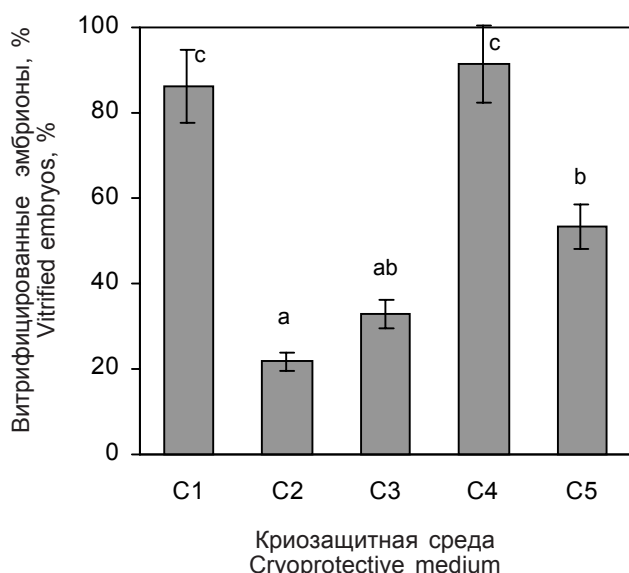 Витрифицированные эмбрионы, %
Vitrified embryos, %
100
80
60
40
20
0
c
a
ab
c
b
C1 C2 C3 C4 C5
Криозащитная среда
Cryoprotective medium